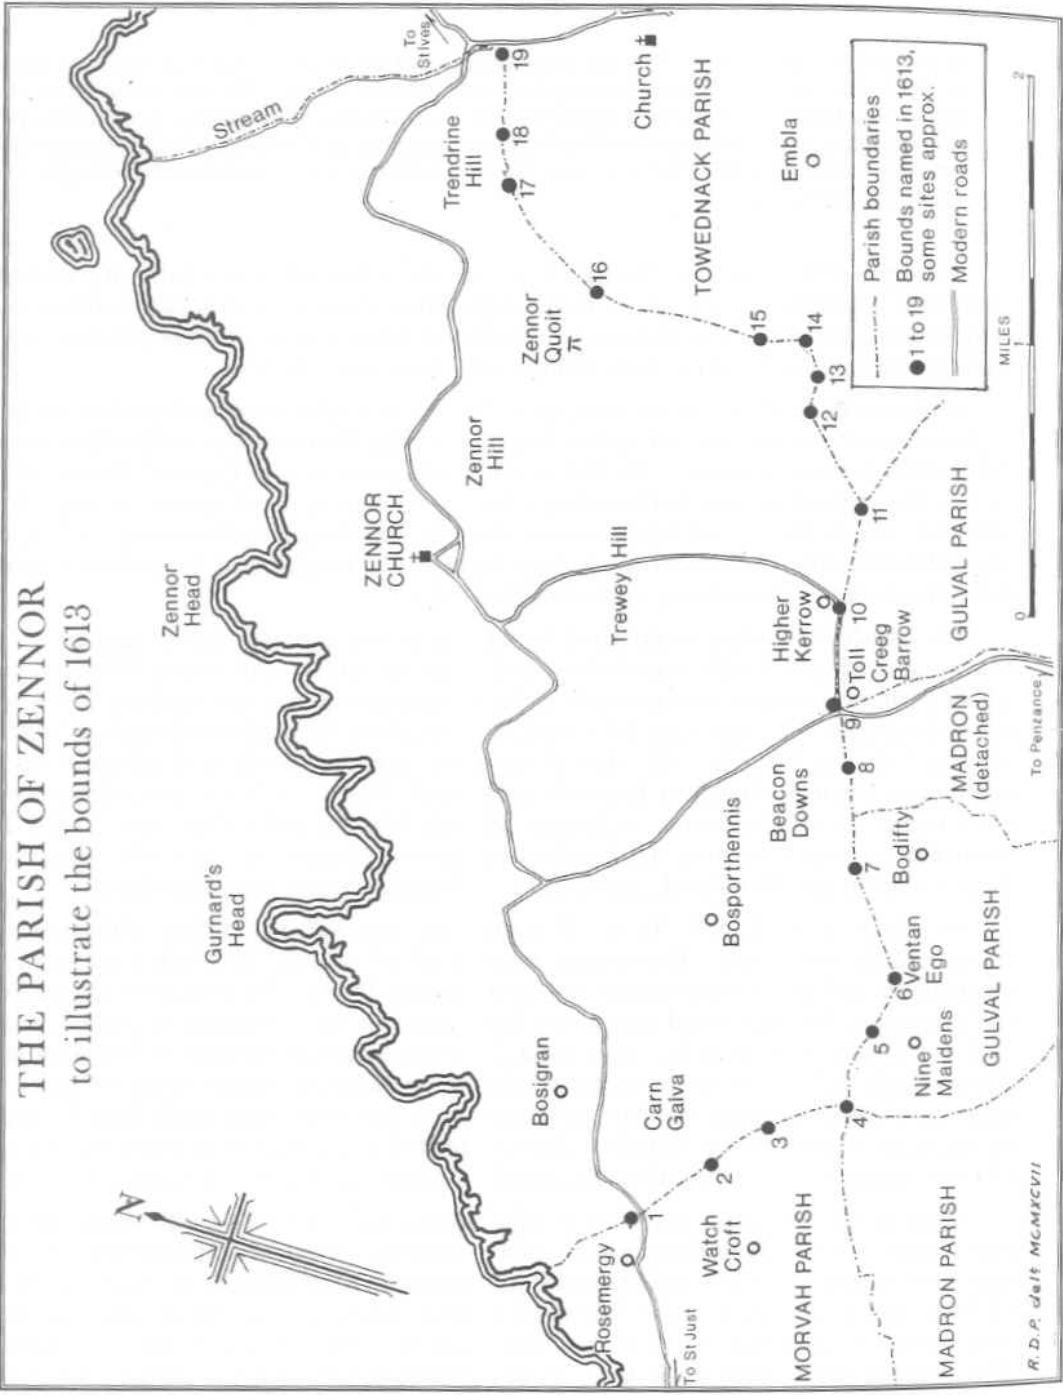 THE PARISH OF ZENNOR
to illustrate the bounds of 1613
N
Gurnard's
Head
Zennor
Head
Stream
To
St Ives
Rosemergy
Bosigran
ZENNOR
CHURCH
Zennor
Hill
Zennor
Quoit
Trendrine
Hill
To St Just
Watch
Croft
Carn
Galva
Bosporthennis
Beacon
Downs
Trewey Hill
Higher
Kerrow
Church
TOWEDNACK PARISH
Embla
1
2
3
4
5
6
7
8
9
10
11
12
13
14
15
16
17
18
19
MORVAH PARISH
MADRON PARISH
Nine
Maidens
Ventan
Ego
GULVAL PARISH
Bodifty
MADRON
(detached)
Toll
Creeg
Barrow
GULVAL PARISH
To Penzance
Parish boundaries
1 to 19 Bounds named in 1613,
some sites approx.
Modern roads
0 1 2
MILES
R.D.P. delt MCMXCVII